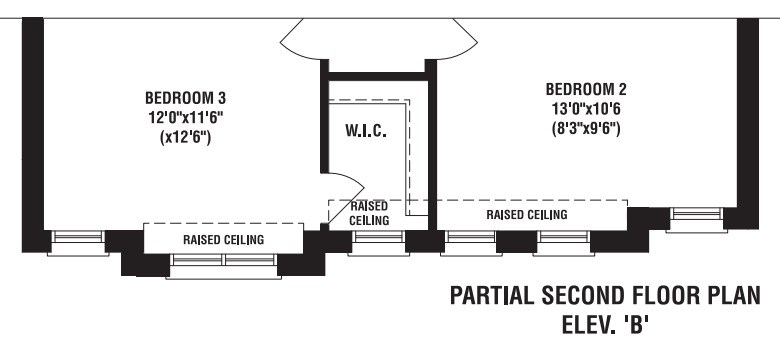 BEDROOM 3
12'0"x11'6"
(x12'6")
W.I.C.
BEDROOM 2
13'0"x10'6
(8'3"x9'6")
RAISED CEILING
RAISED
CEILING
RAISED CEILING
PARTIAL SECOND FLOOR PLAN
ELEV. 'B'